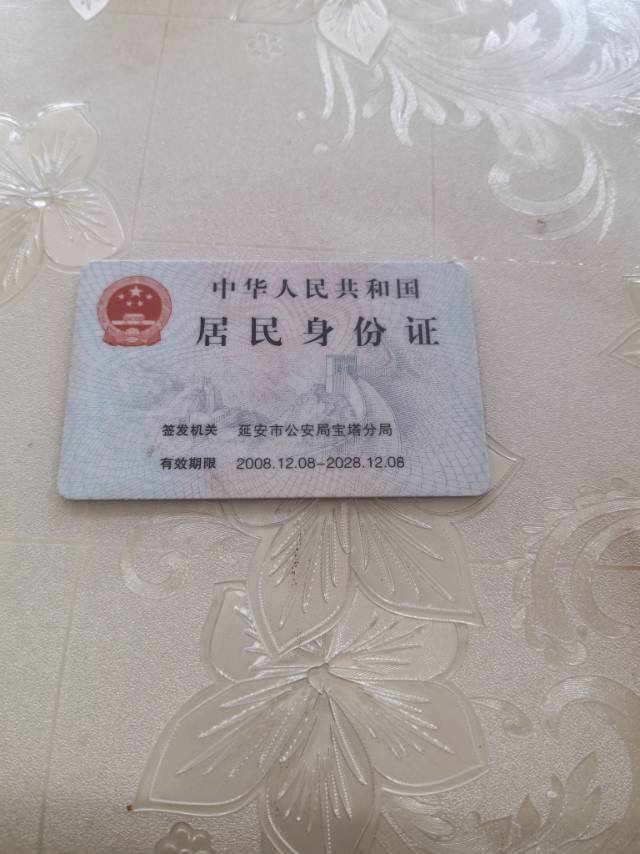 中华人民共和国
居民身份证
签发机关 延安市公安局宝塔分局
有效期限 2008.12.08-2028.12.08